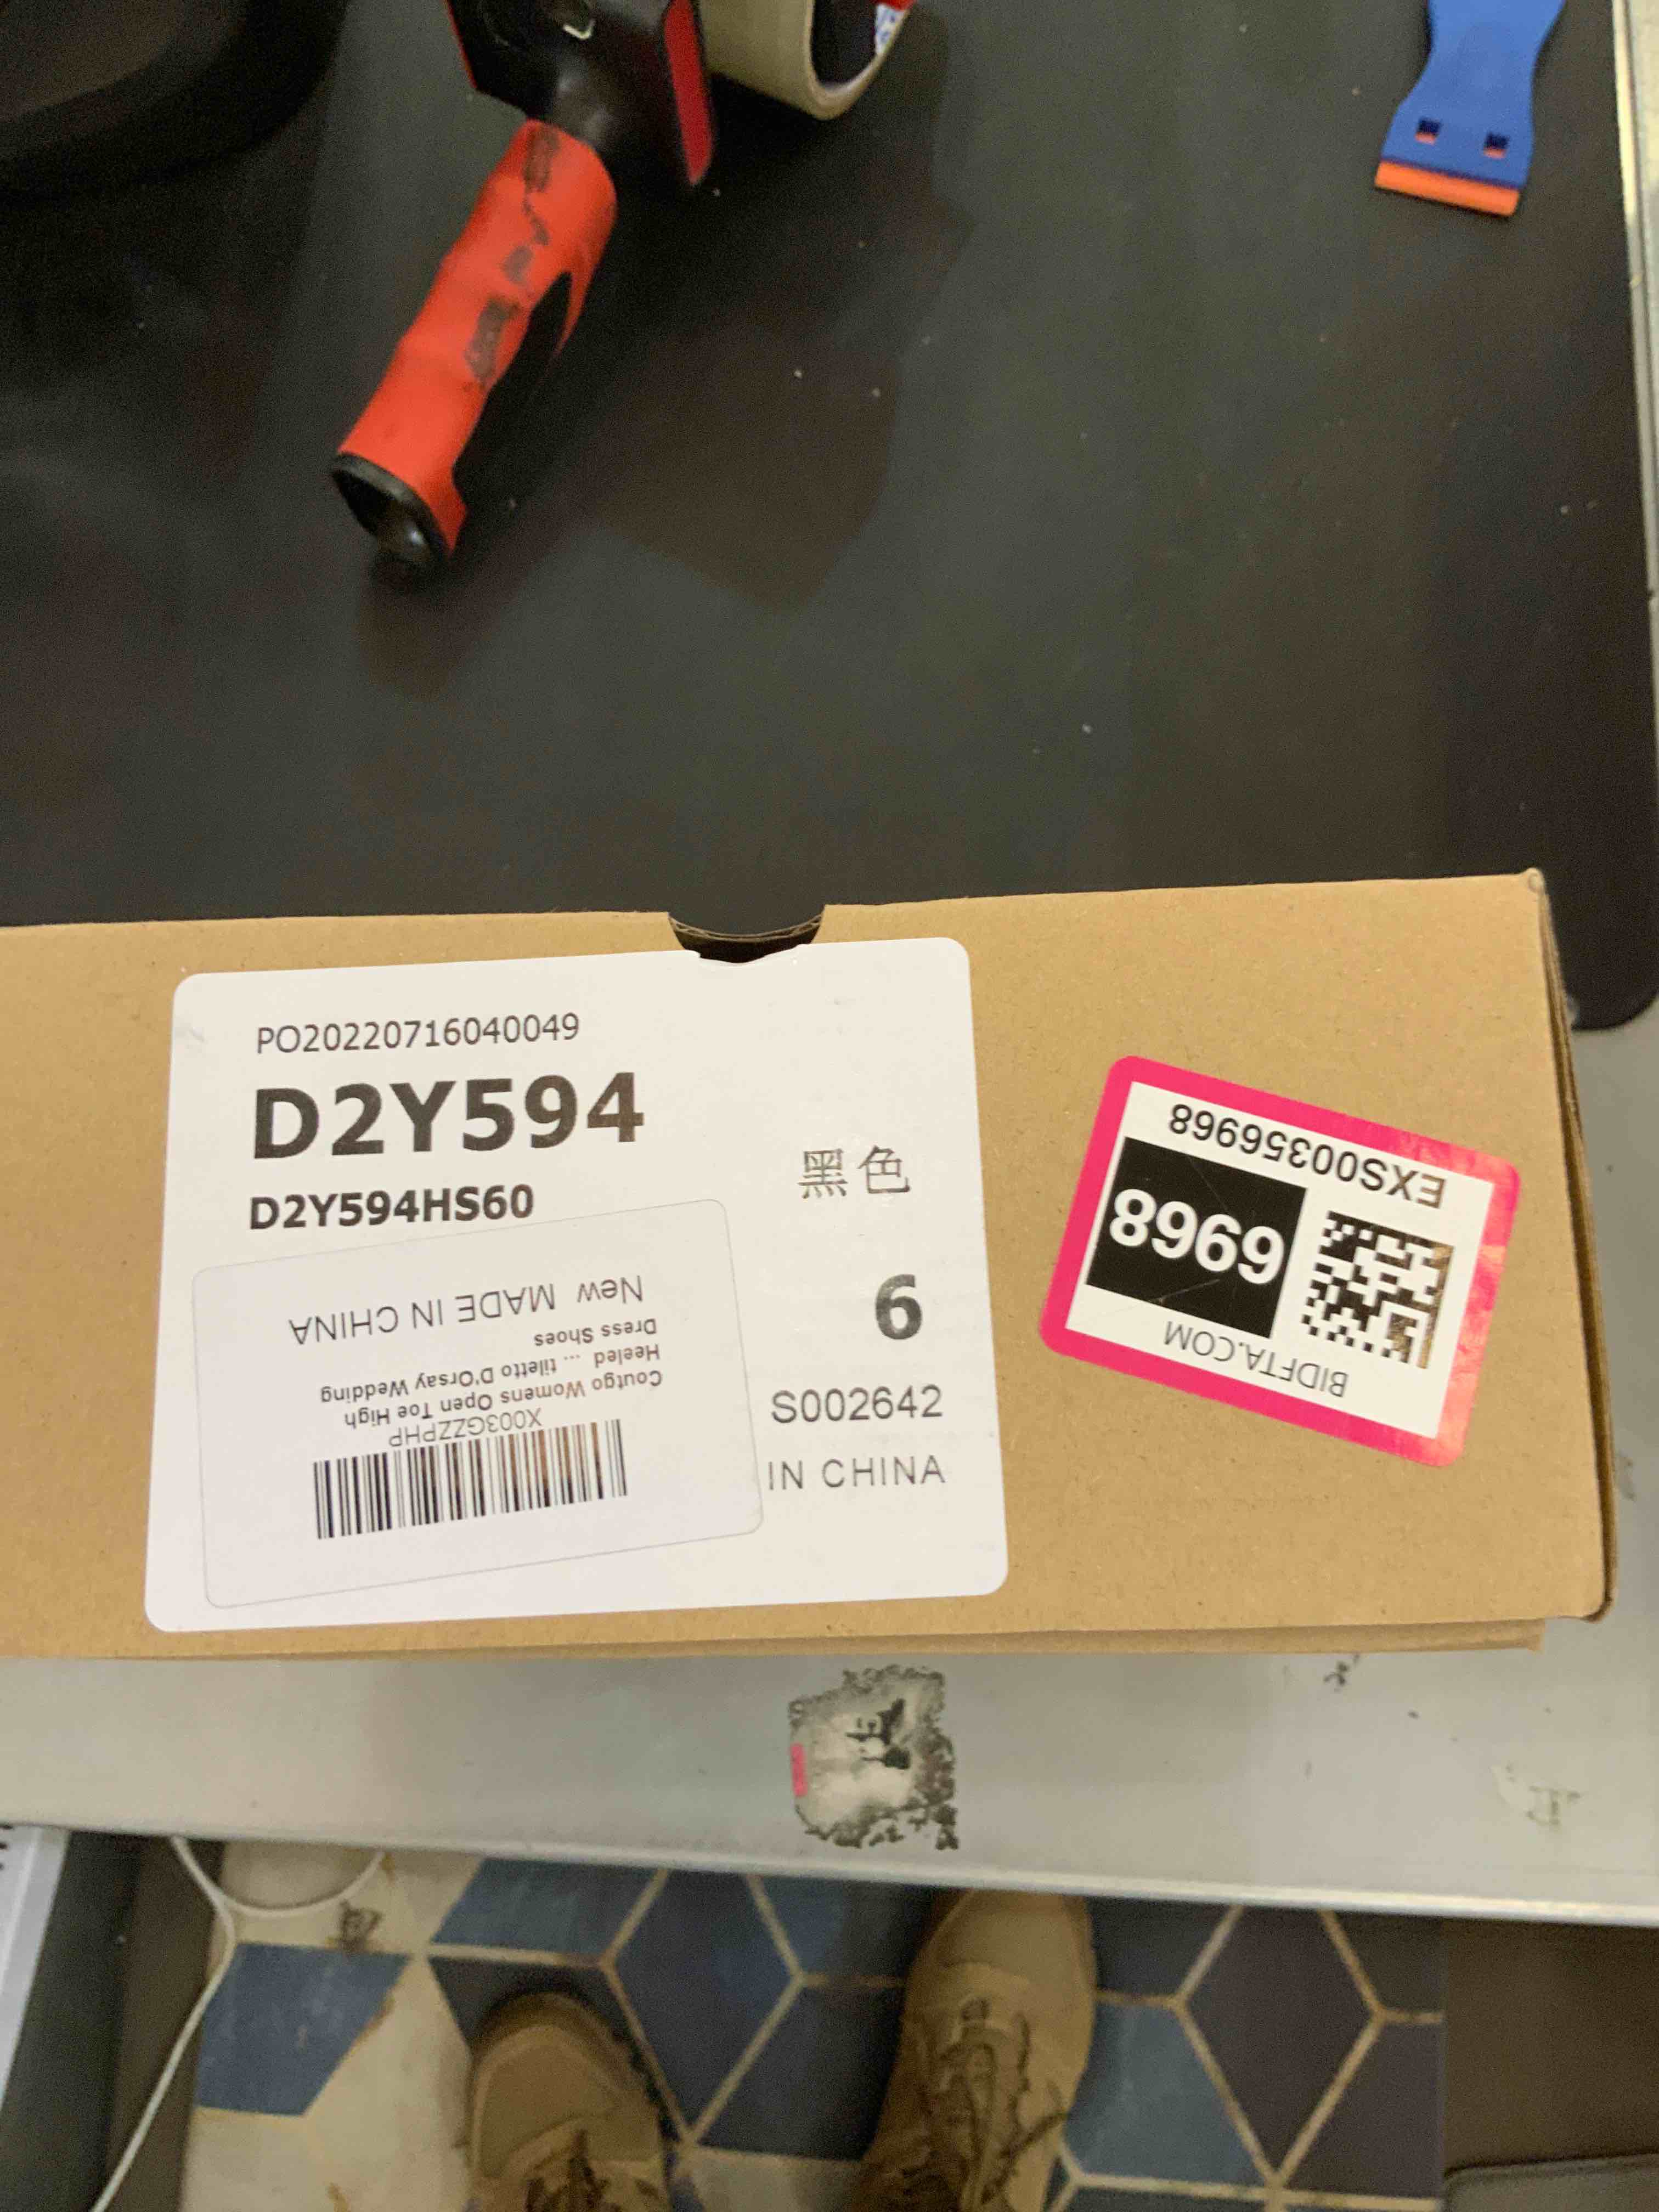 PO20220716040049
D2Y594
D2Y594HS60
黑色
6
S002642
IN CHINA
X003GZZPHP
Coutgo Womens Open Toe High
Heeled ... tiletto D'Orsay Wedding
Dress Shoes
New MADE IN CHINA
BIDFTA.COM
6968
EXS00356968